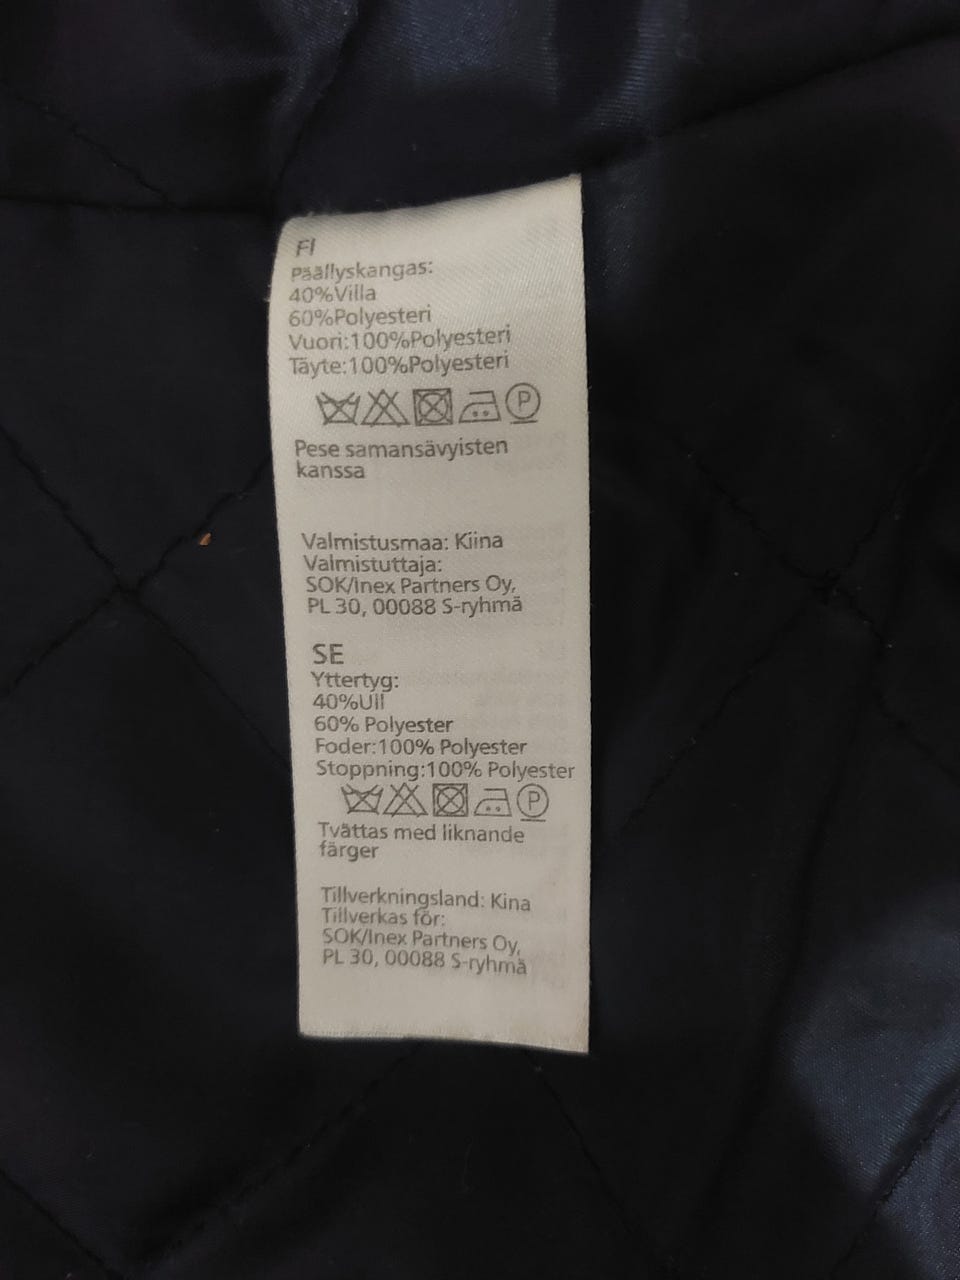 FI
Päällyskangas:
40%Villa
60%Polyesteri
Vuori:100%Polyesteri
Täyte:100%Polyesteri
P
Pese samansävyisten
kanssa
Valmistusmaa: Kiina
Valmistuttaja:
SOK/Inex Partners Oy,
PL 30, 00088 S-ryhmä
SE
Yttertyg:
40%Ull
60% Polyester
Foder:100% Polyester
Stoppning:100% Polyester
P
Tvättas med liknande
färger
Tillverkningsland: Kina
Tillverkas för:
SOK/Inex Partners Oy,
PL 30, 00088 S-ryhmä